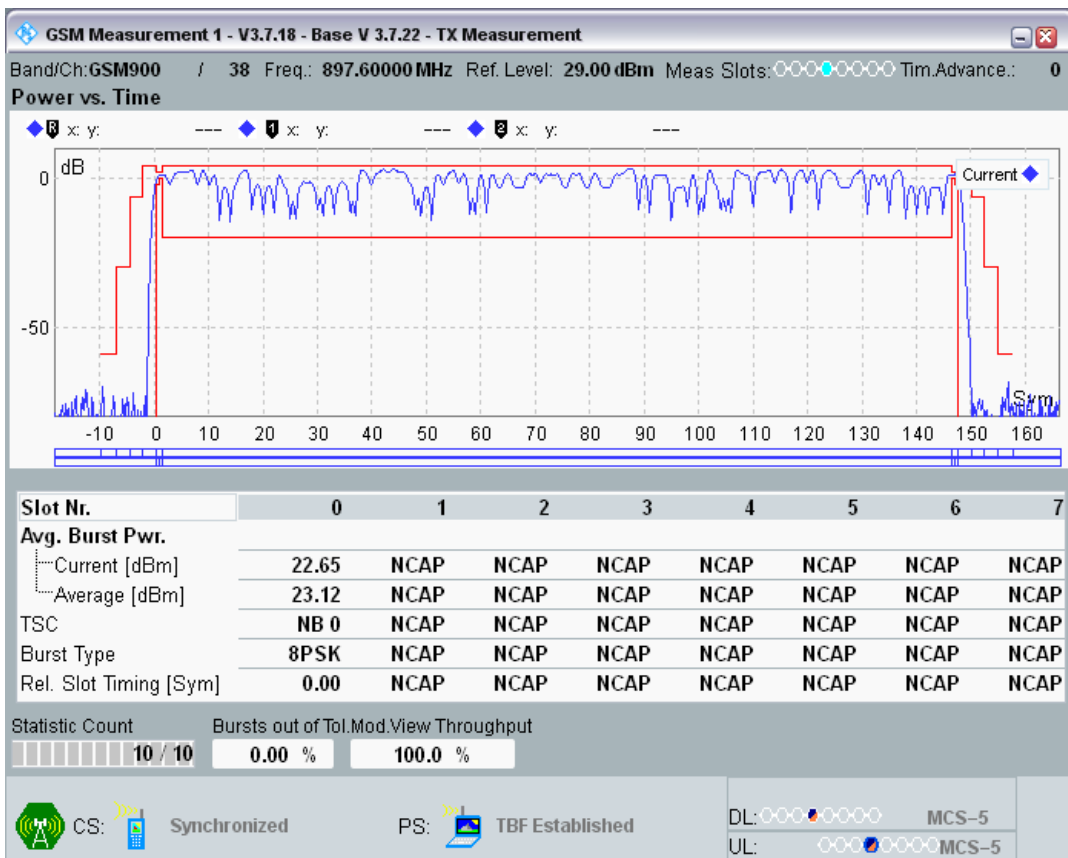 GSM Measurement 1 - V3.7.18 - Base V 3.7.22 - TX Measurement
Band/Ch:GSM900 / 38 Freq.: 897.60000 MHz Ref. Level: 29.00 dBm Meas Slots: Tim.Advance.: 0
Power vs. Time
R x: y: --- 1 x: y: --- 2 x: y: ---
dB
Current
0
-50
Sym
-10 0 10 20 30 40 50 60 70 80 90 100 110 120 130 140 150 160
Slot Nr. 0 1 2 3 4 5 6 7
Avg. Burst Pwr.
Current [dBm] 22.65 NCAP NCAP NCAP NCAP NCAP NCAP NCAP
Average [dBm] 23.12 NCAP NCAP NCAP NCAP NCAP NCAP NCAP
TSC NB 0 NCAP NCAP NCAP NCAP NCAP NCAP NCAP
Burst Type 8PSK NCAP NCAP NCAP NCAP NCAP NCAP NCAP
Rel. Slot Timing [Sym] 0.00 NCAP NCAP NCAP NCAP NCAP NCAP NCAP
Statistic Count Bursts out of Tol.Mod.View Throughput
10 / 10 0.00 % 100.0 %
CS: Synchronized PS: TBF Established DL: MCS-5
UL: MCS-5